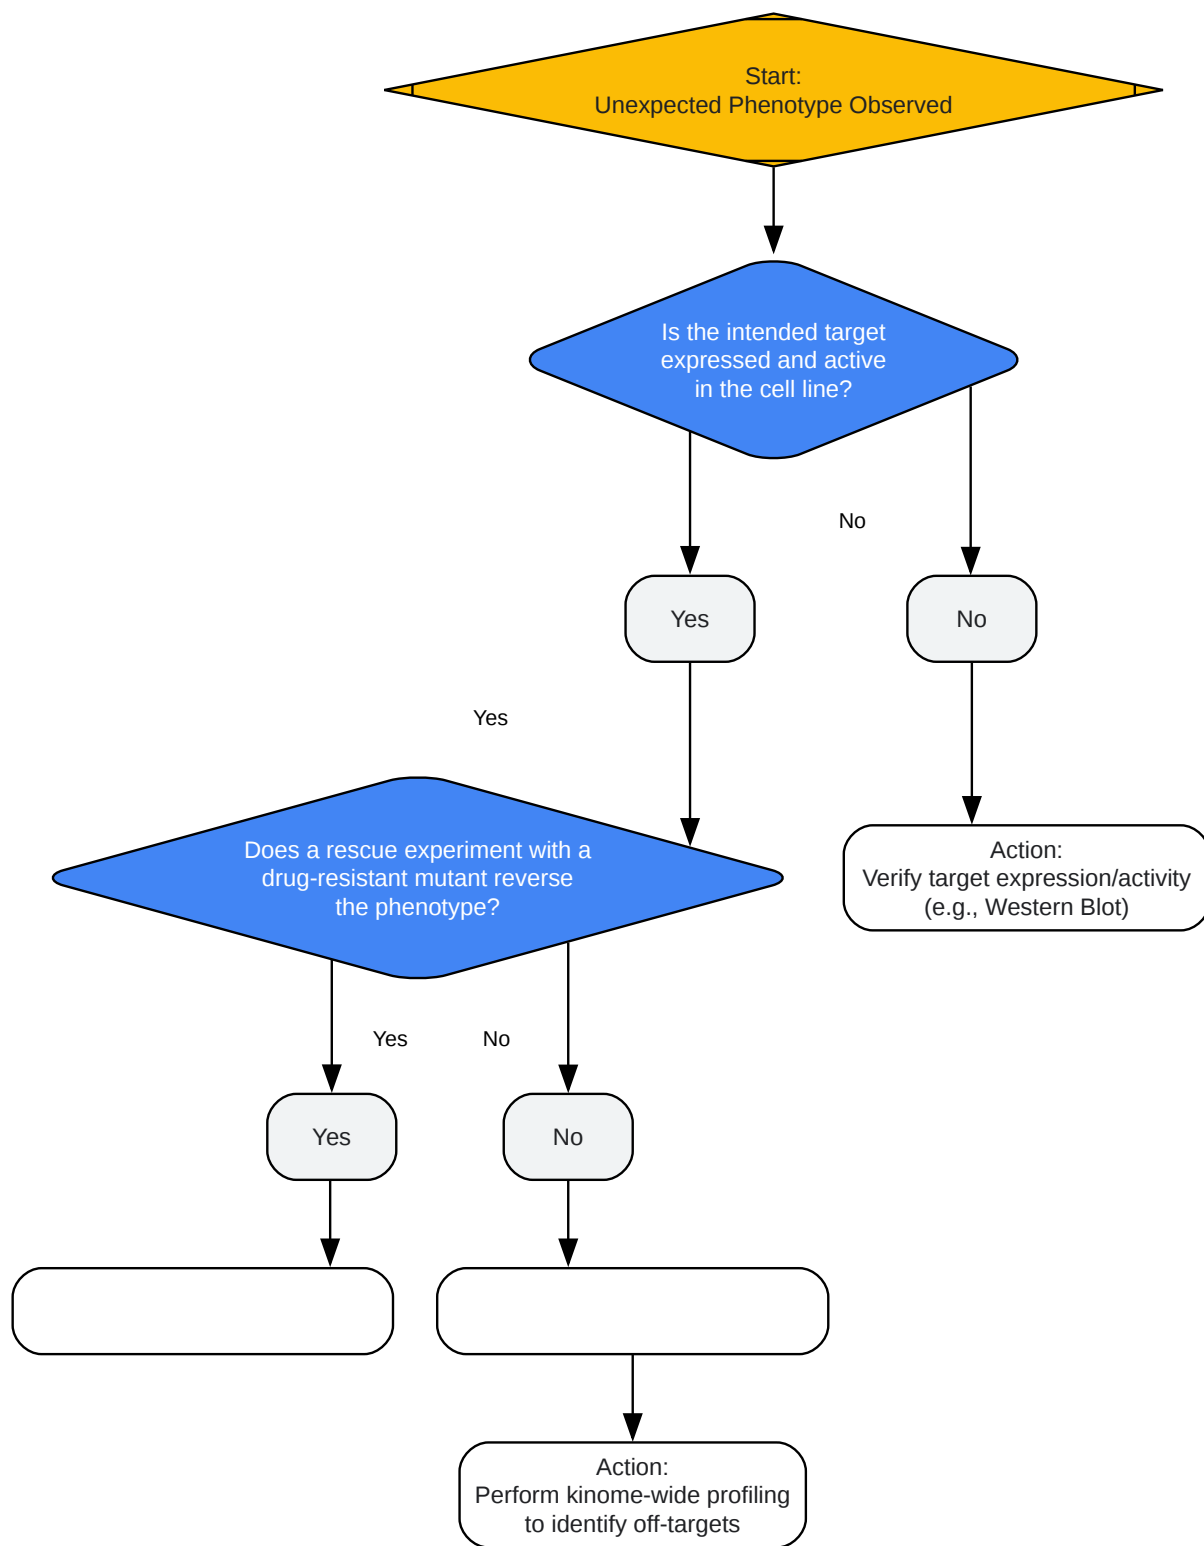 Start:
Unexpected Phenotype Observed
Is the intended target
expressed and active
in the cell line?
No
Yes
No
Yes
Does a rescue experiment with a
drug-resistant mutant reverse
the phenotype?
Action:
Verify target expression/activity
(e.g., Western Blot)
Yes
No
Yes
No
Action:
Perform kinome-wide profiling
to identify off-targets